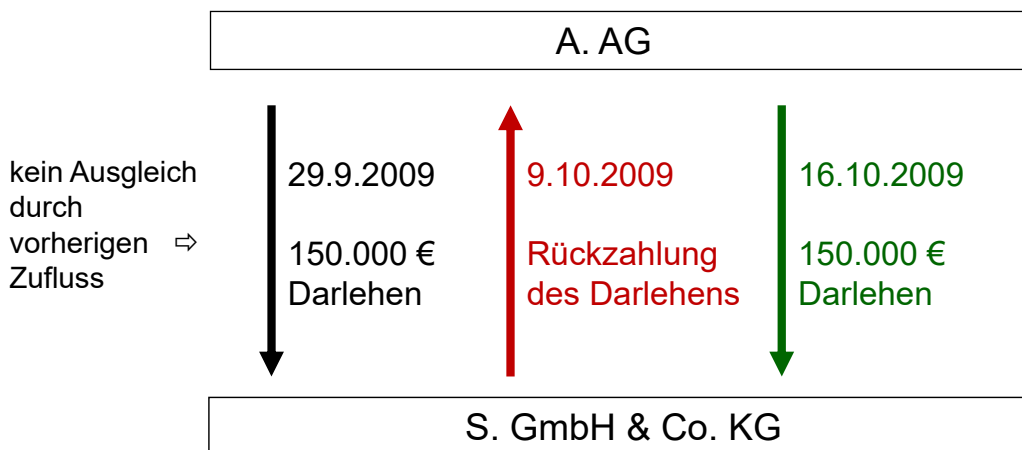 A. AG
kein Ausgleich
durch
vorherigen ⇨
Zufluss
29.9.2009
150.000 €
Darlehen
9.10.2009
Rückzahlung
des Darlehens
16.10.2009
150.000 €
Darlehen
S. GmbH & Co. KG